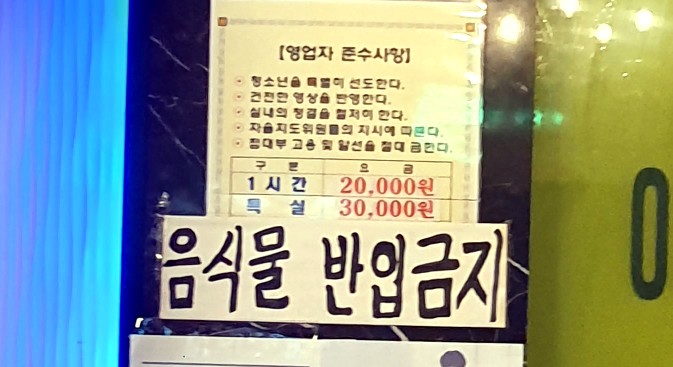 [영업자 준수사항]
청소년을 특별히 선도한다.
건전한 영상을 반영한다.
실내의 청결을 철저히 한다.
자율지도위원들의 지시에 따른다.
접대부 고용 및 알선을 절대 금한다.
구 분 요 금
1 시 간 20,000원
특 실 30,000원
음식물 반입금지